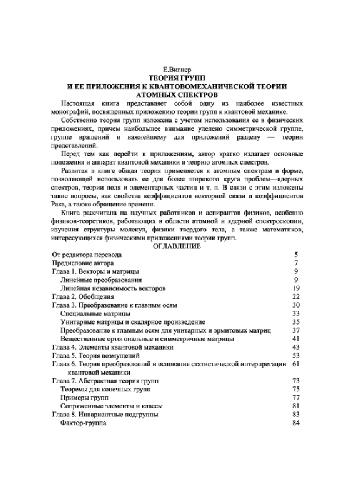 Е.Вигнер
ТЕОРИЯ ГРУПП
И ЕЕ ПРИЛОЖЕНИЯ К КВАНТОВОМЕХАНИЧЕСКОЙ ТЕОРИИ
АТОМНЫХ СПЕКТРОВ
Настоящая книга представляет собой одну из наиболее известных
монографий, посвященных приложению теории групп к квантовой механике.
Собственно теория групп изложена с учетом использования ее в физических
приложениях, причем наибольшее внимание уделено симметрической группе,
группе вращений и важнейшему для приложений разделу — теории
представлений.
Перед тем как перейти к приложениям, автор кратко излагает основные
понятия и аппарат квантовой механики и теорию атомных спектров.
Развитая в книге общая теория применяется к атомным спектрам в форме,
позволяющей использовать ее для более широкого круга проблем—ядерных
спектров, теории поля и элементарных частиц и т. п. В связи с этим изложены
такие вопросы, как свойства коэффициентов векторной связи и коэффициентов
Рака, а также обращение времени.
Книга рассчитана на научных работников и аспирантов физиков, особенно
физиков-теоретиков, работающих в области атомной и ядерной спектроскопии,
изучения структуры молекул, физики твердого тела, а также математиков,
интересующихся физическими приложениями теории групп.
ОГЛАВЛЕНИЕ
От редактора перевода 5
Предисловие автора 7
Глава 1. Векторы и матрицы 9
Линейные преобразования 9
Линейная независимость векторов 19
Глава 2. Обобщения 22
Глава 3. Преобразование к главным осям 30
Специальные матрицы 33
Унитарные матрицы и скалярное произведение 35
Преобразование к главным осям для унитарных и эрмитовых матриц 37
Вещественные ортогональные и симметричные матрицы 41
Глава 4. Элементы квантовой механики 43
Глава 5. Теория возмущений 53
Глава 6. Теория преобразований и основания статистической интерпретации 61
квантовой механики
Глава 7. Абстрактная теория групп 73
Теоремы для конечных групп 75
Примеры групп 77
Сопряженные элементы и классы 81
Глава 8. Инвариантные подгруппы 83
Фактор-группа 84